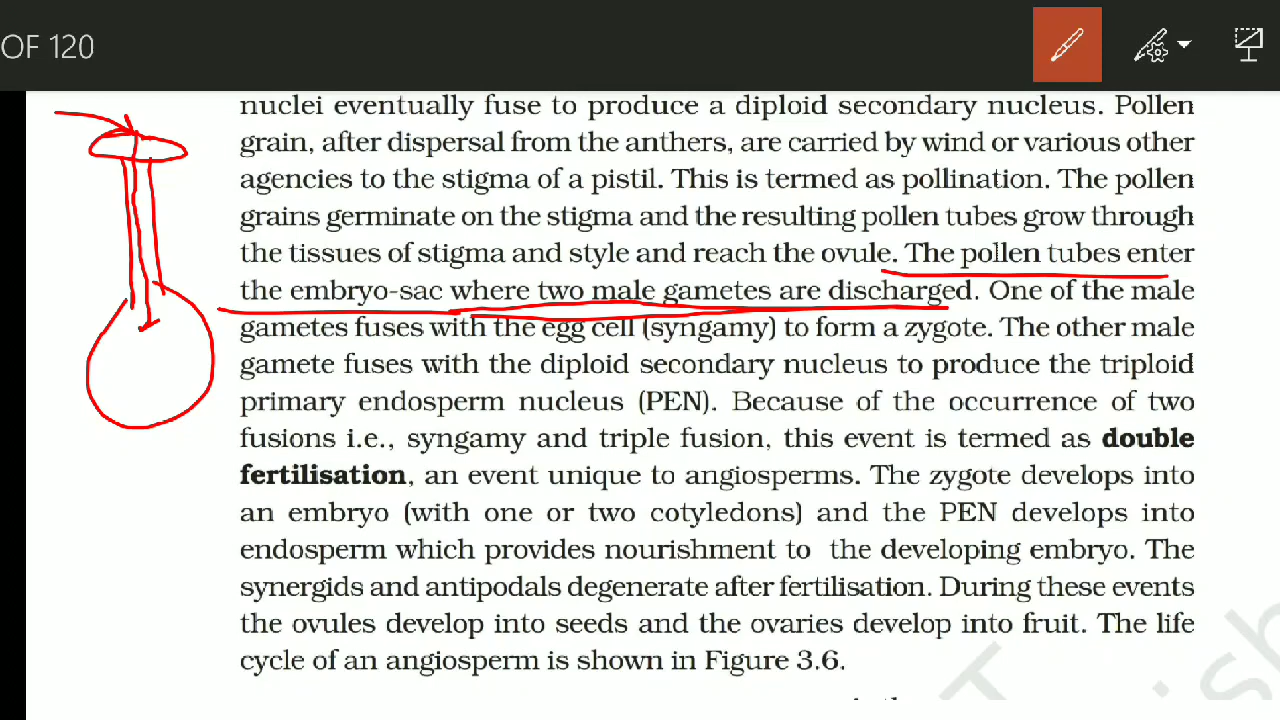 OF 120
nuclei eventually fuse to produce a diploid secondary nucleus. Pollen
grain, after dispersal from the anthers, are carried by wind or various other
agencies to the stigma of a pistil. This is termed as pollination. The pollen
grains germinate on the stigma and the resulting pollen tubes grow through
the tissues of stigma and style and reach the ovule. The pollen tubes enter
the embryo-sac where two male gametes are discharged. One of the male
gametes fuses with the egg cell (syngamy) to form a zygote. The other male
gamete fuses with the diploid secondary nucleus to produce the triploid
primary endosperm nucleus (PEN). Because of the occurrence of two
fusions i.e., syngamy and triple fusion, this event is termed as double
fertilisation, an event unique to angiosperms. The zygote develops into
an embryo (with one or two cotyledons) and the PEN develops into
endosperm which provides nourishment to the developing embryo. The
synergids and antipodals degenerate after fertilisation. During these events
the ovules develop into seeds and the ovaries develop into fruit. The life
cycle of an angiosperm is shown in Figure 3.6.